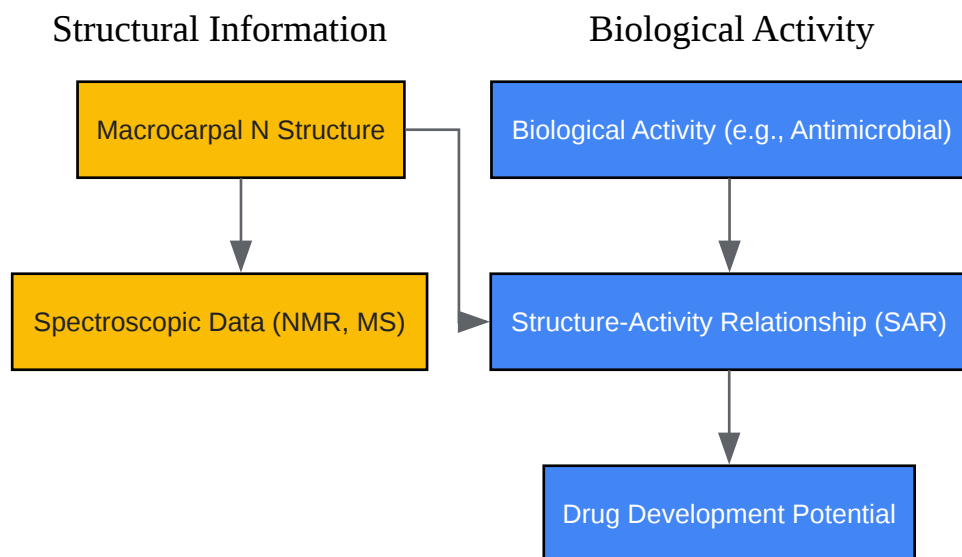 Structural Information
Biological Activity
Macrocarpal N Structure
Biological Activity (e.g., Antimicrobial)
Spectroscopic Data (NMR, MS)
Structure-Activity Relationship (SAR)
Drug Development Potential